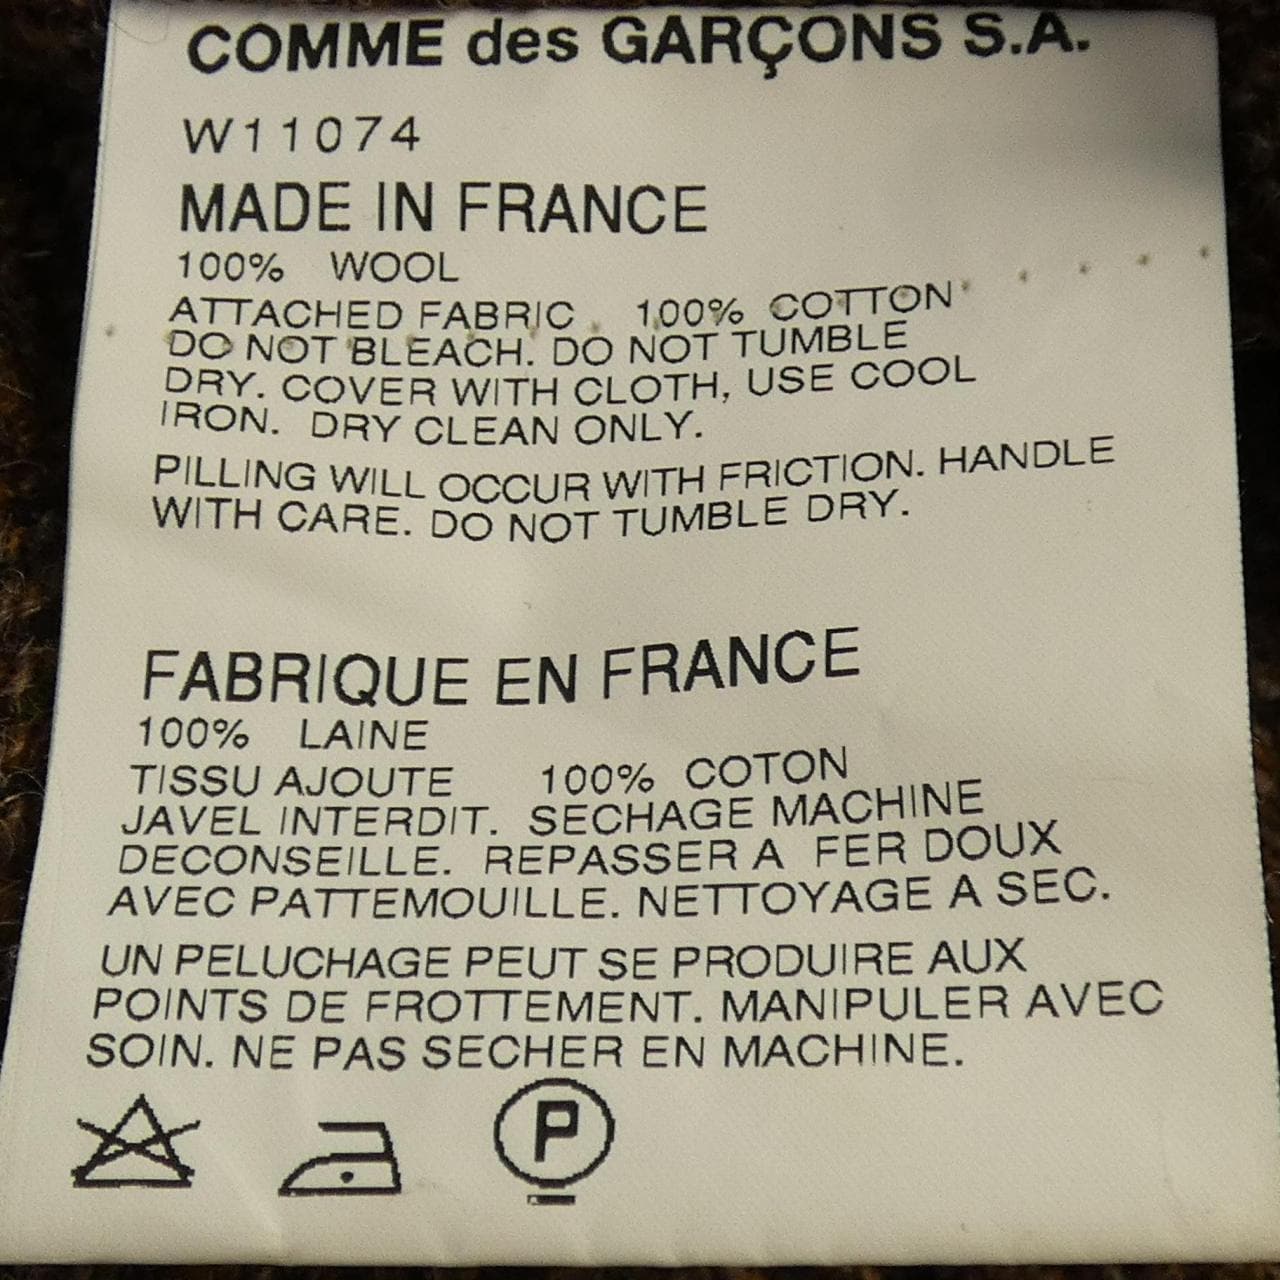 COMME des GARÇONS S.A.
W11074
MADE IN FRANCE
100% WOOL
ATTACHED FABRIC 100% COTTON
DO NOT BLEACH. DO NOT TUMBLE
DRY. COVER WITH CLOTH, USE COOL
IRON. DRY CLEAN ONLY.
PILLING WILL OCCUR WITH FRICTION. HANDLE
WITH CARE. DO NOT TUMBLE DRY.
FABRIQUE EN FRANCE
100% LAINE
TISSU AJOUTE 100% COTON
JAVEL INTERDIT. SECHAGE MACHINE
DECONSEILLE. REPASSER A FER DOUX
AVEC PATTEMOUILLE. NETTOYAGE A SEC.
UN PELUCHAGE PEUT SE PRODUIRE AUX
POINTS DE FROTTEMENT. MANIPULER AVEC
SOIN. NE PAS SECHER EN MACHINE.
P